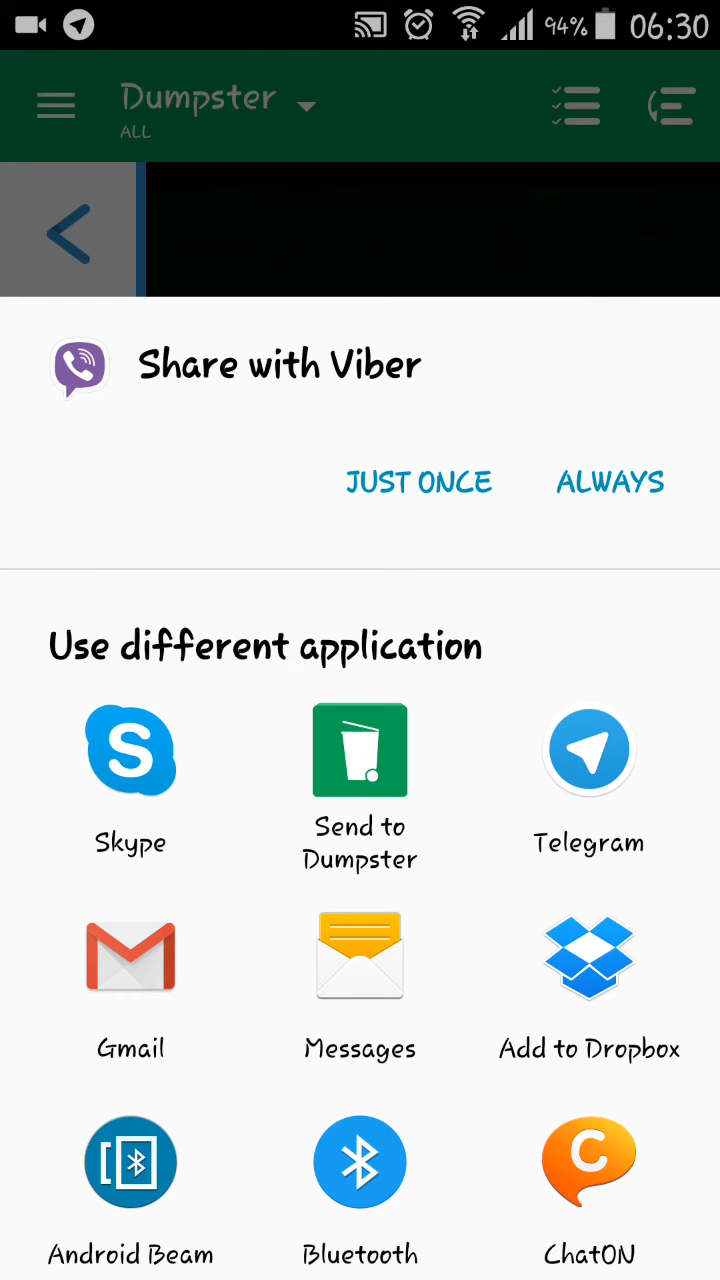 94% 06:30
Dumpster
ALL
Share with Viber
JUST ONCE ALWAYS
Use different application
S
Skype
Send to
Dumpster
Telegram
Gmail
Messages
Add to Dropbox
C
Android Beam
Bluetooth
ChatON